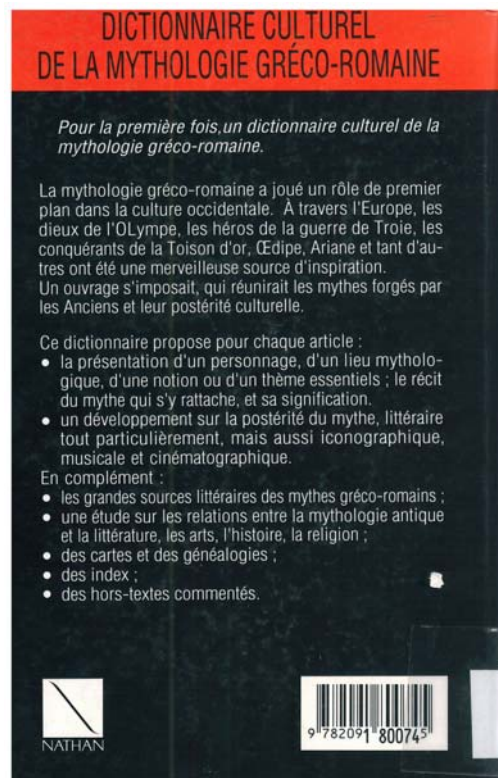 DICTIONNAIRE CULTUREL
DE LA MYTHOLOGIE GRÉCO-ROMAINE
Pour la première fois,un dictionnaire culturel de la
mythologie gréco-romaine.
La mythologie gréco-romaine a joué un rôle de premier
plan dans la culture occidentale. À travers l'Europe, les
dieux de l'OLympe, les héros de la guerre de Troie, les
conquérants de la Toison d'or, Œdipe, Ariane et tant d'au-
tres ont été une merveilleuse source d'inspiration.
Un ouvrage s'imposait, qui réunirait les mythes forgés par
les Anciens et leur postérité culturelle.
Ce dictionnaire propose pour chaque article :
• la présentation d'un personnage, d'un lieu mytholo-
gique, d'une notion ou d'un thème essentiels ; le récit
du mythe qui s'y rattache, et sa signification.
• un développement sur la postérité du mythe, littéraire
tout particulièrement, mais aussi iconographique,
musicale et cinématographique.
En complément :
• les grandes sources littéraires des mythes gréco-romains ;
• une étude sur les relations entre la mythologie antique
et la littérature, les arts, l'histoire, la religion ;
• des cartes et des généalogies ;
• des index ;
• des hors-textes commentés.
NATHAN
9 782091 800745